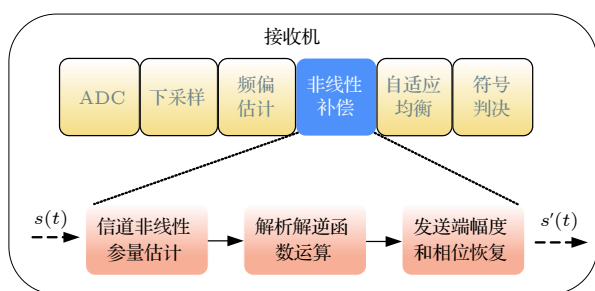 接收机
ADC
下采样
频偏
估计
非线性
补偿
自适应
均衡
符号
判决
s(t)
信道非线性
参量估计
解析解逆函
数运算
发送端幅度
和相位恢复
s′(t)